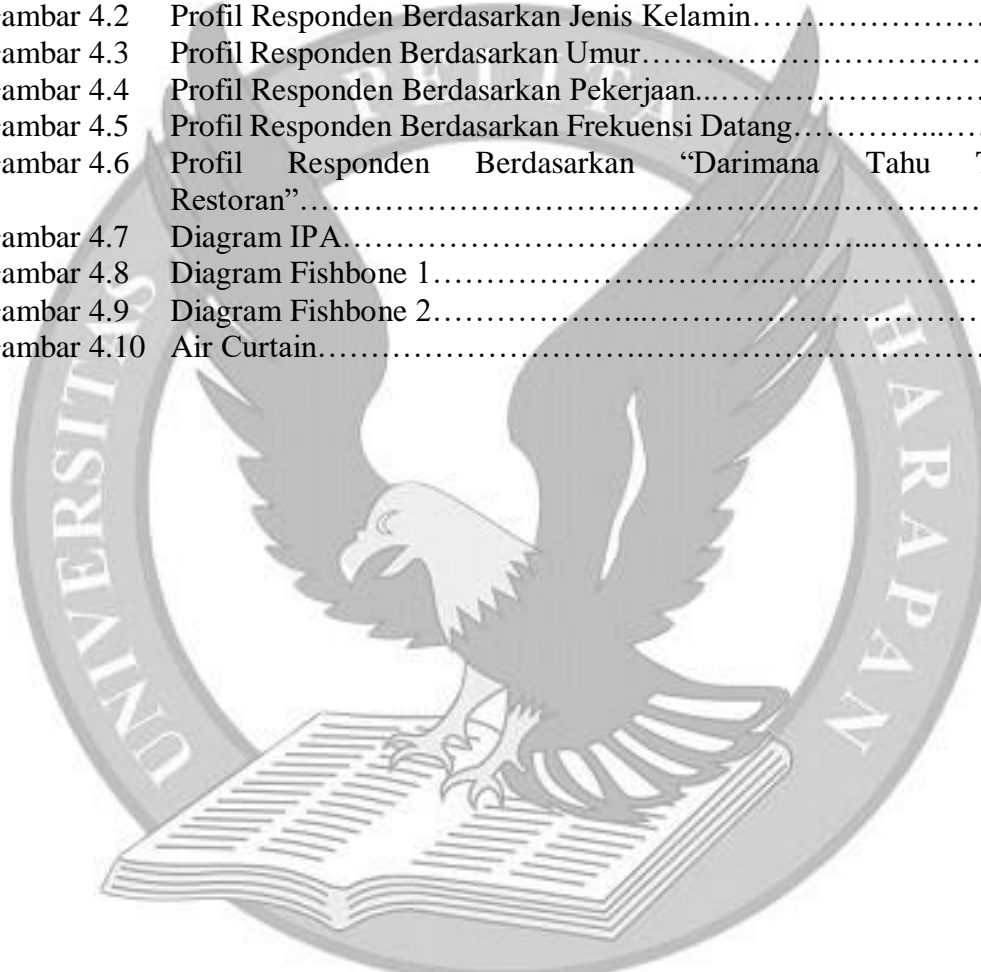 ambar 4.2 Profil Responden Berdasarkan Jenis Kelamin…………………
ambar 4.3 Profil Responden Berdasarkan Umur……………………………
ambar 4.4 Profil Responden Berdasarkan Pekerjaan...……………………
ambar 4.5 Profil Responden Berdasarkan Frekuensi Datang…………...….
ambar 4.6 Profil Responden Berdasarkan “Darimana Tahu T
Restoran”……………………………………………………………
ambar 4.7 Diagram IPA……………………………………………...………
ambar 4.8 Diagram Fishbone 1…………………………...…………………
ambar 4.9 Diagram Fishbone 2………………...……………………………
ambar 4.10 Air Curtain……………………………….………………………
UNIVERSITAS PELITA HARAPAN